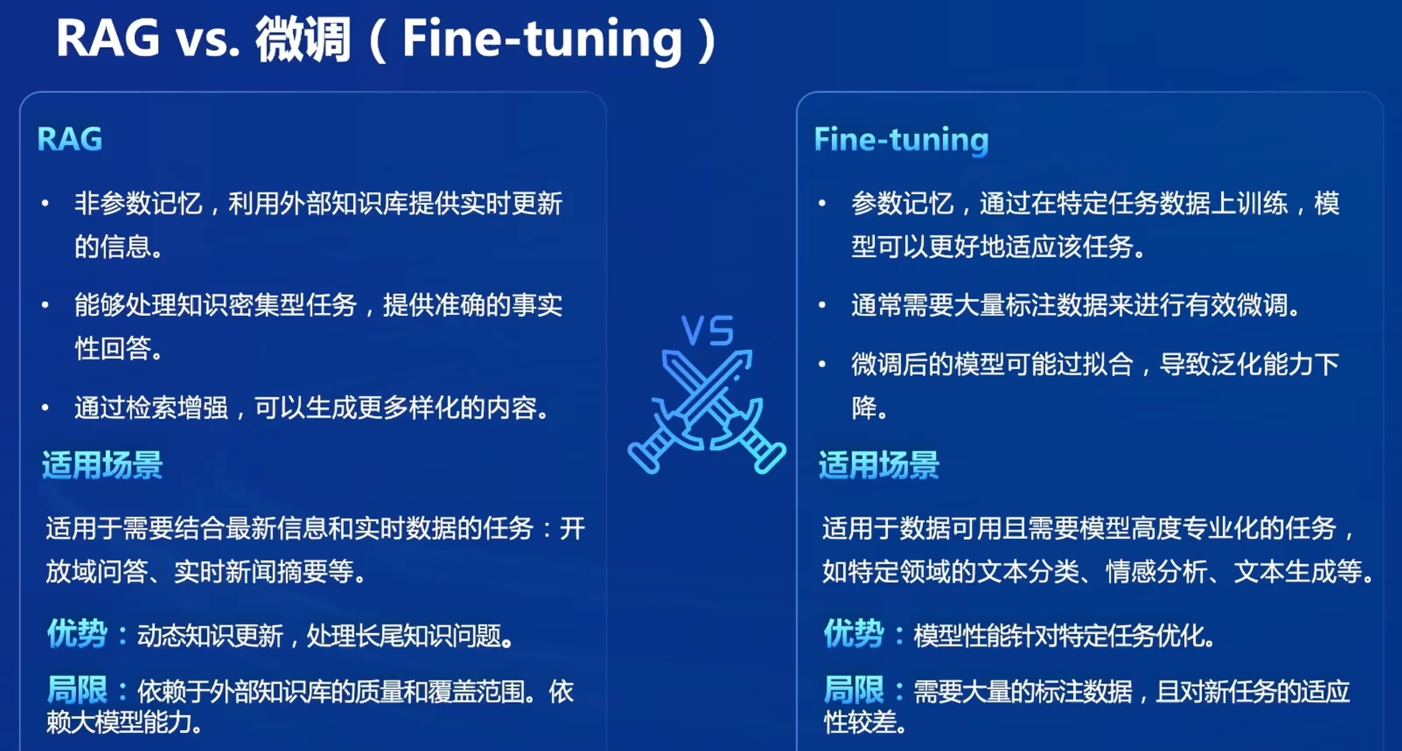 RAG vs. 微调（Fine-tuning）
RAG
• 非参数记忆，利用外部知识库提供实时更新
的信息。
• 能够处理知识密集型任务，提供准确的事实
性回答。
• 通过检索增强，可以生成更多样化的内容。
适用场景
适用于需要结合最新信息和实时数据的任务：开
放域问答、实时新闻摘要等。
优势：动态知识更新，处理长尾知识问题。
局限：依赖于外部知识库的质量和覆盖范围。依
赖大模型能力。
VS
Fine-tuning
• 参数记忆，通过在特定任务数据上训练，模
型可以更好地适应该任务。
• 通常需要大量标注数据来进行有效微调。
• 微调后的模型可能过拟合，导致泛化能力下
降。
适用场景
适用于数据可用且需要模型高度专业化的任务，
如特定领域的文本分类、情感分析、文本生成等。
优势：模型性能针对特定任务优化。
局限：需要大量的标注数据，且对新任务的适应
性较差。